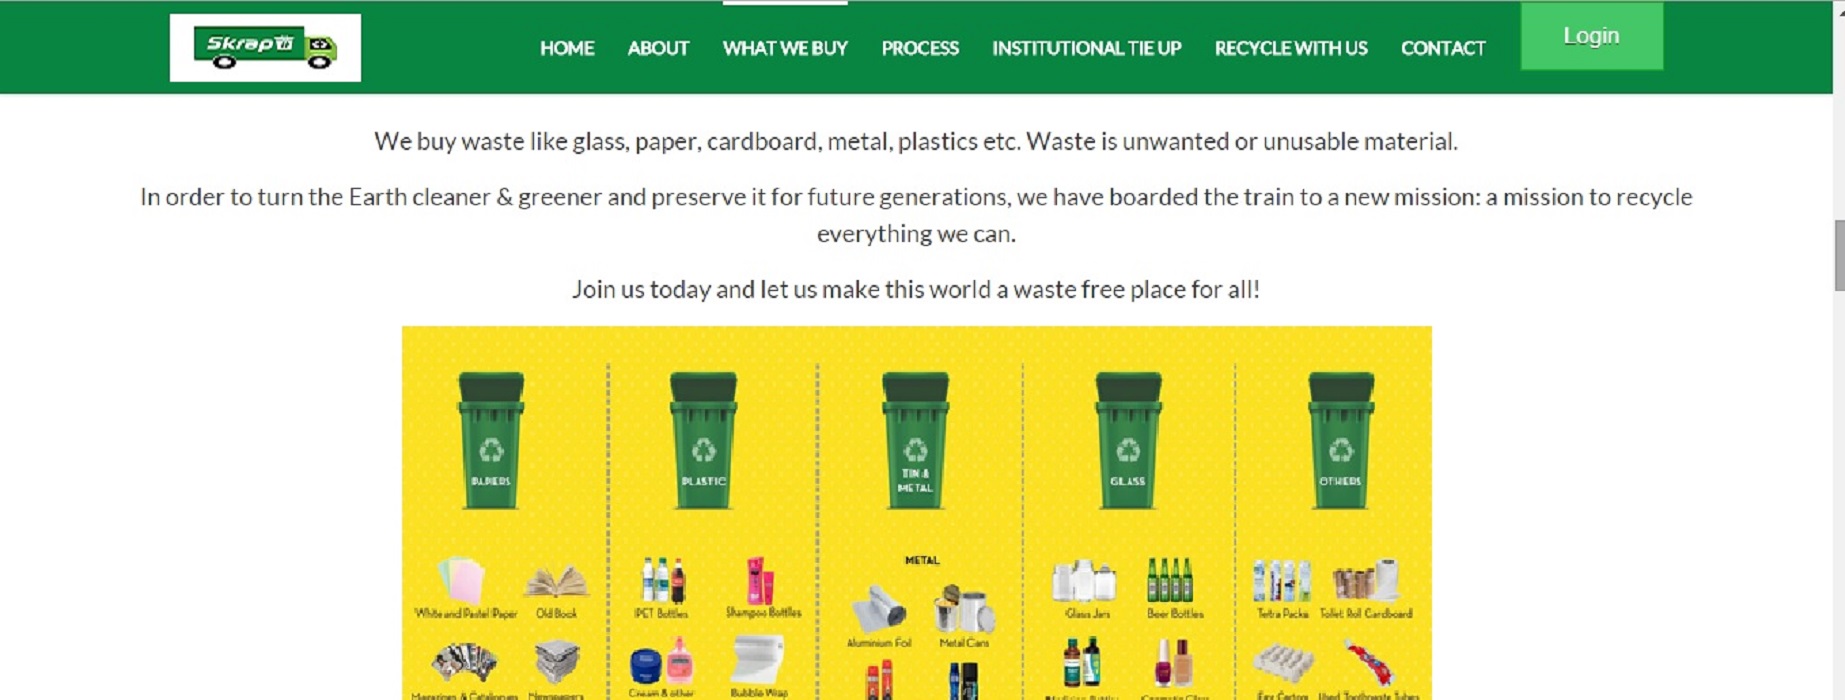 Skrap
HOME ABOUT WHAT WE BUY PROCESS INSTITUTIONAL TIE UP RECYCLE WITH US CONTACT Login
We buy waste like glass, paper, cardboard, metal, plastics etc. Waste is unwanted or unusable material.
In order to turn the Earth cleaner & greener and preserve it for future generations, we have boarded the train to a new mission: a mission to recycle
everything we can.
Join us today and let us make this world a waste free place for all!
PAPERS PLASTIC TIN & METAL GLASS OTHERS
METAL
White and Pastel Paper Old Book PET Bottles Shampoo Bottles Glass Jars Beer Bottles Tetra Packs Toilet Roll Cardboard
Aluminium Foil Metal Cans
Magazines & Catalogues Newspapers Cream & other Bubble Wrap Cosmetic Glass Egg Carton Used Toothpaste Tubes